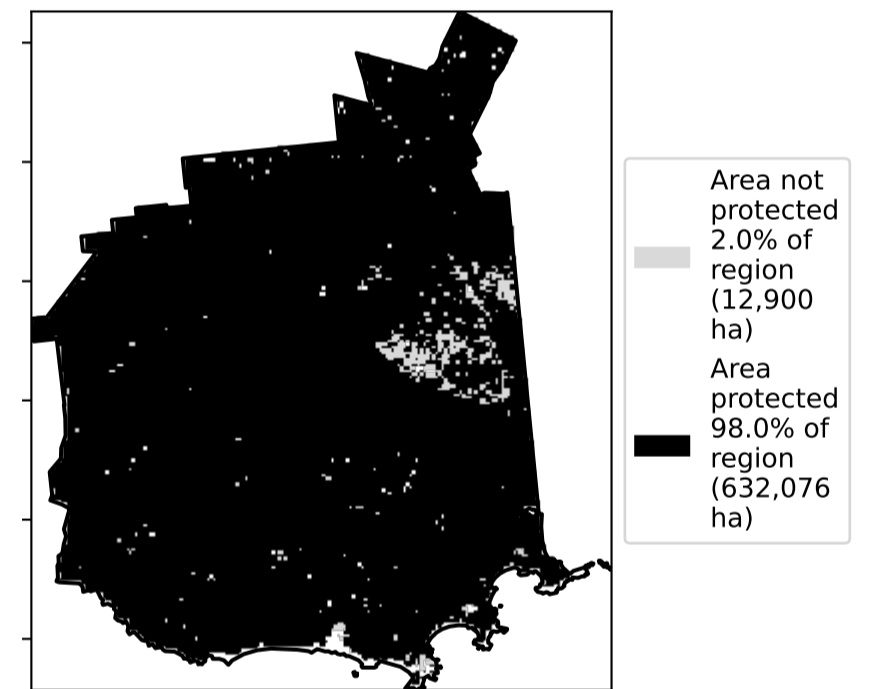 Area not
protected
2.0% of
region
(12,900
ha)
Area
protected
98.0% of
region
(632,076
ha)